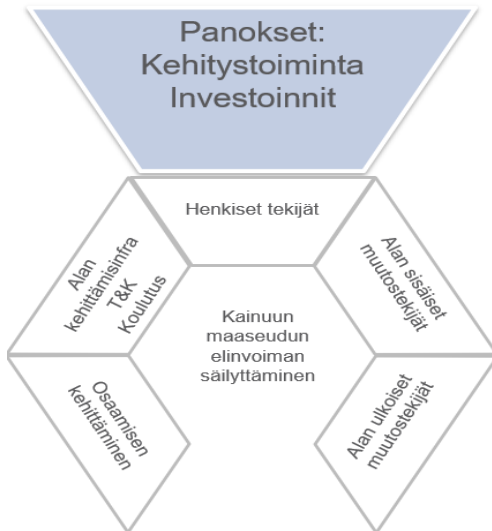 Panokset:
Kehitystoiminta
Investoinnit
Henkiset tekijät
Alan
kehittämisinfra
T&K
Koulutus
Alan sisäiset
muutostekijät
Kainuun
maaseudun
elinvoiman
säilyttäminen
Osaamisen
kehittäminen
Alan ulkoiset
muutostekijät